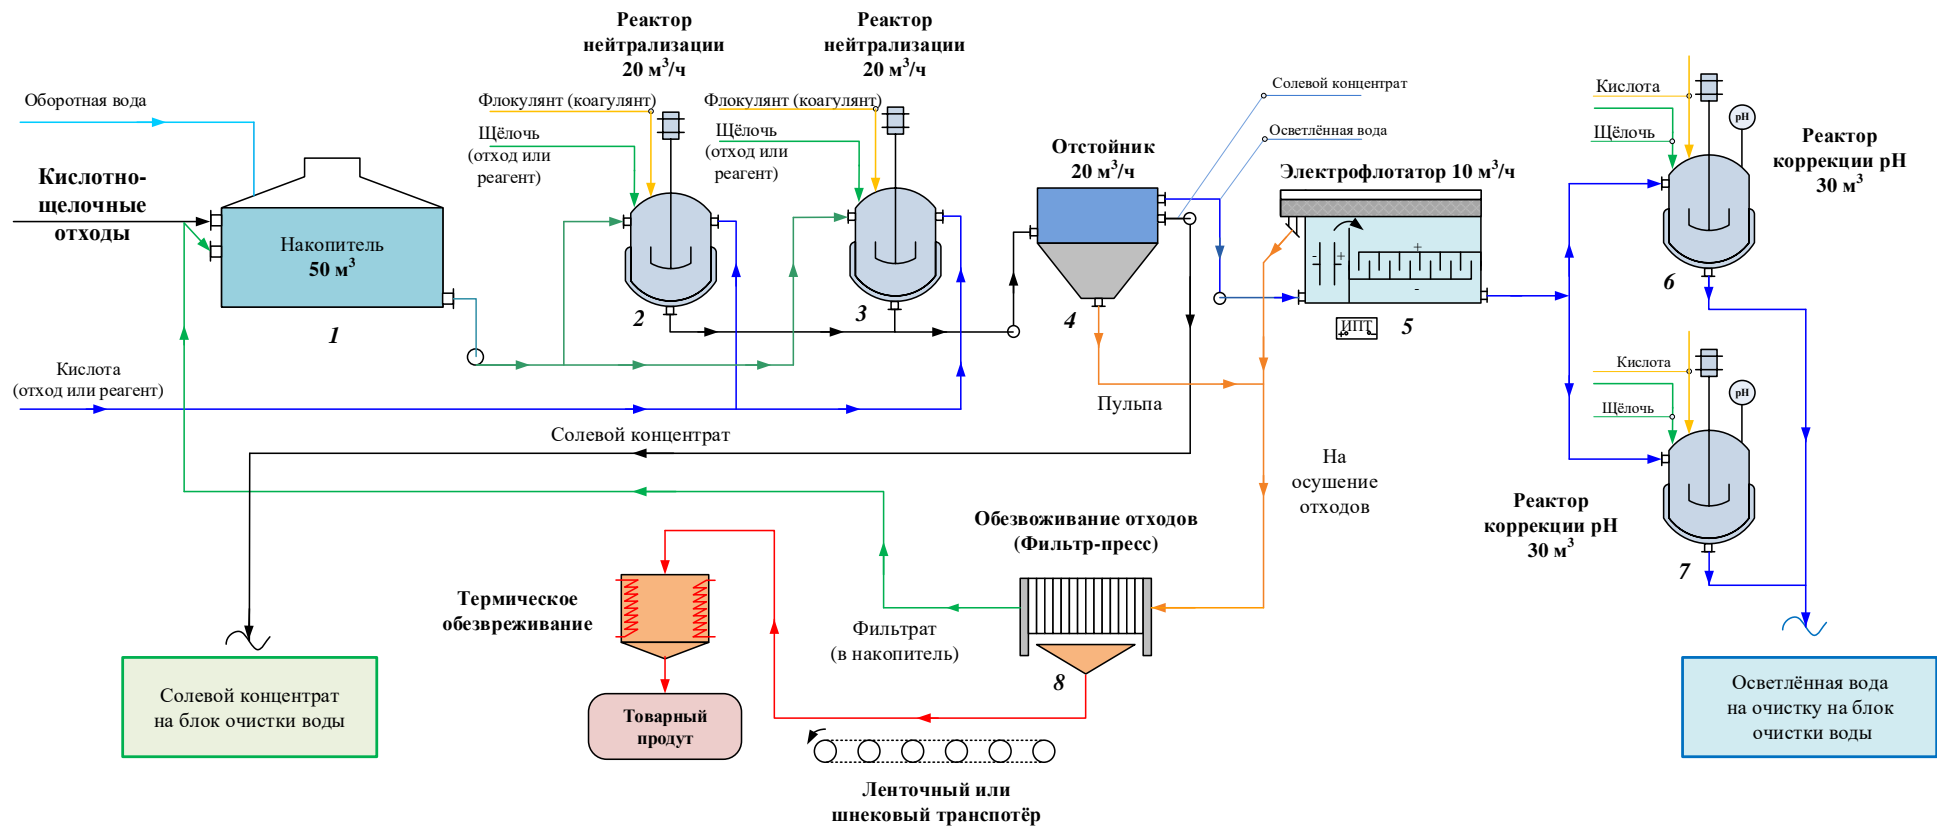 Реактор
нейтрализации
20 м³/ч
Реактор
нейтрализации
20 м³/ч
Оборотная вода
Флокулянт (коагулянт)
Щёлочь
(отход или
реагент)
Флокулянт (коагулянт)
Щёлочь
(отход или
реагент)
Солевой концентрат
Осветлённая вода
Кислота
Щёлочь
pH
Реактор
коррекции pH
30 м³
Кислотно-
щелочные
отходы
Накопитель
50 м³
Отстойник
20 м³/ч
Электрофлотатор 10 м³/ч
- +
+
-
ИПТ
+ -
1
2
3
4
5
6
Кислота
(отход или реагент)
Пульпа
Кислота
Щёлочь
pH
Солевой концентрат
На
осушение
отходов
Реактор
коррекции pH
30 м³
7
Обезвоживание отходов
(Фильтр-пресс)
Термическое
обезвреживание
Фильтрат
(в накопитель)
8
Солевой концентрат
на блок очистки воды
Товарный
продут
Осветлённая вода
на очистку на блок
очистки воды
Ленточный или
шнековый транспотёр